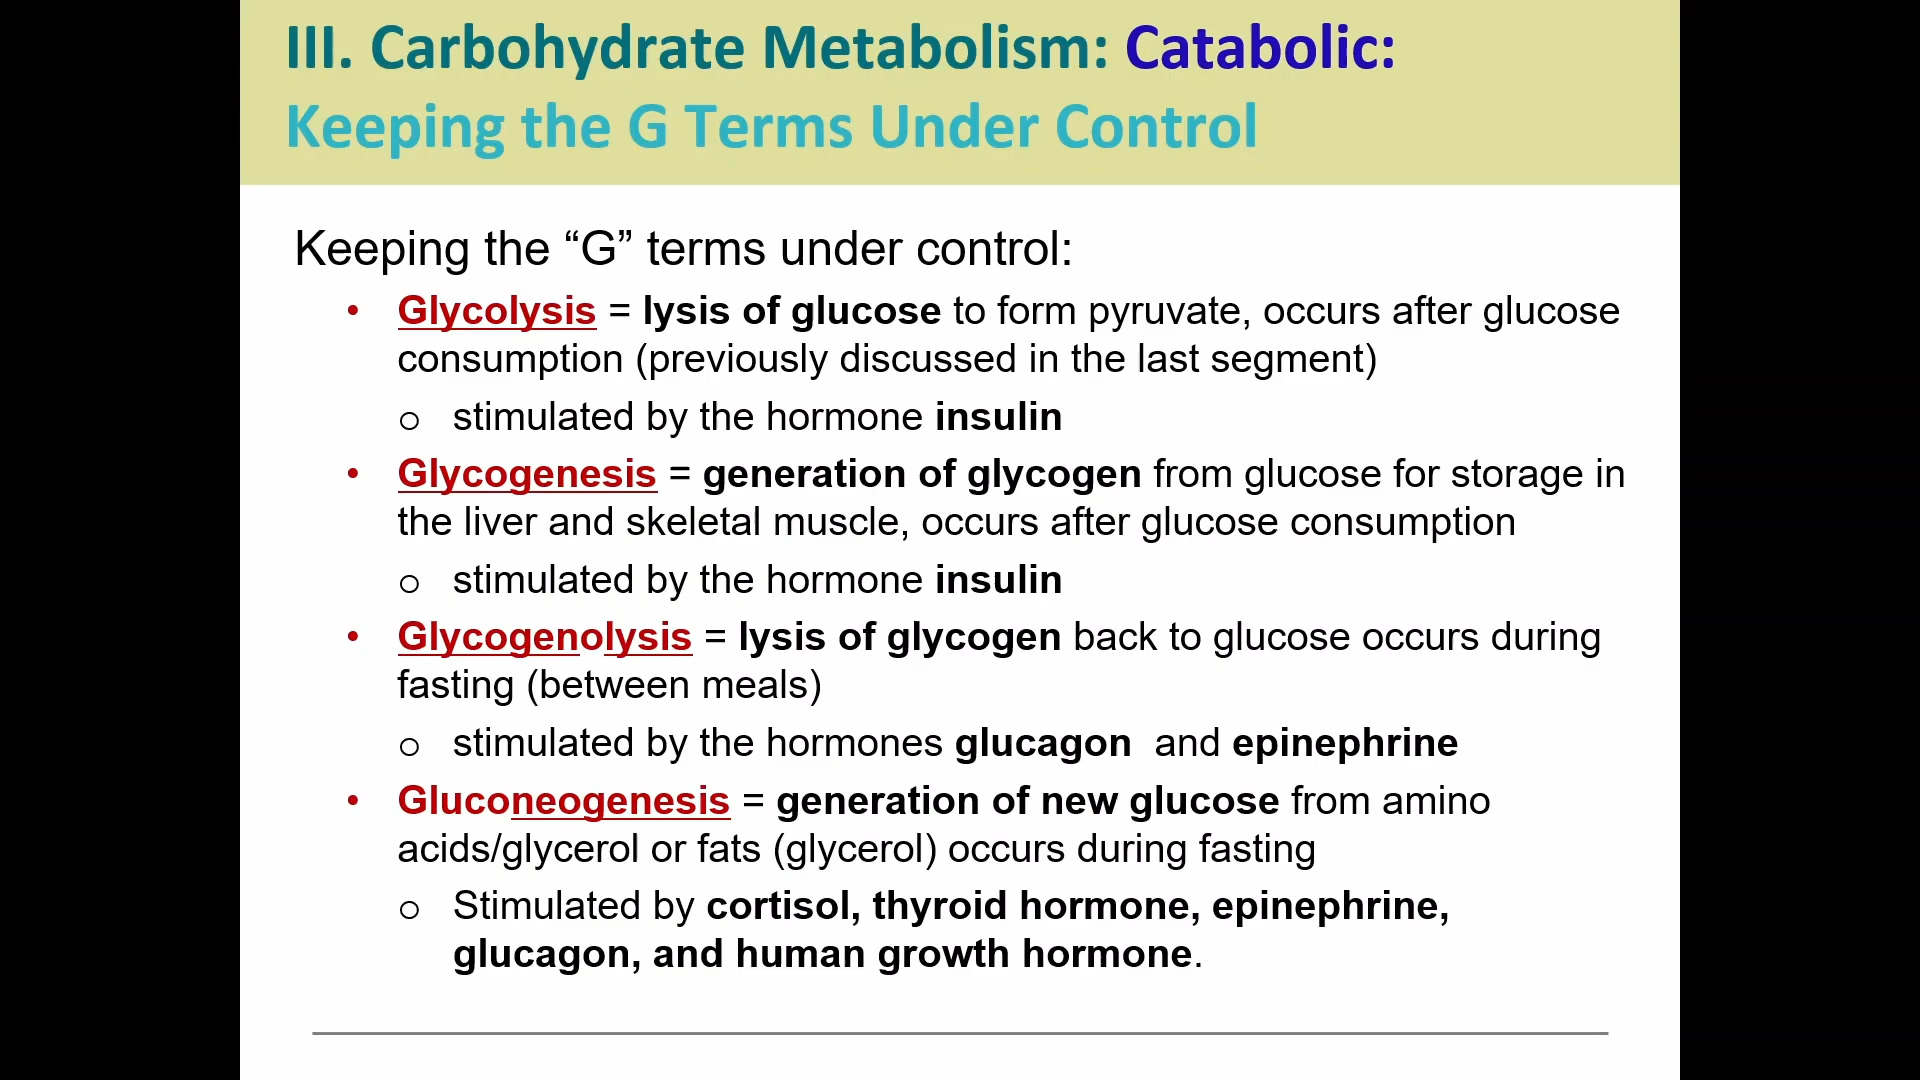 III. Carbohydrate Metabolism: Catabolic:
Keeping the G Terms Under Control
Keeping the “G” terms under control:
• Glycolysis = lysis of glucose to form pyruvate, occurs after glucose
consumption (previously discussed in the last segment)
o stimulated by the hormone insulin
• Glycogenesis = generation of glycogen from glucose for storage in
the liver and skeletal muscle, occurs after glucose consumption
o stimulated by the hormone insulin
• Glycogenolysis = lysis of glycogen back to glucose occurs during
fasting (between meals)
o stimulated by the hormones glucagon and epinephrine
• Gluconeogenesis = generation of new glucose from amino
acids/glycerol or fats (glycerol) occurs during fasting
o Stimulated by cortisol, thyroid hormone, epinephrine,
glucagon, and human growth hormone.